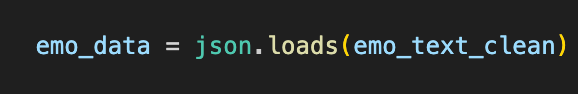 emo_data = json.loads(emo_text_clean)